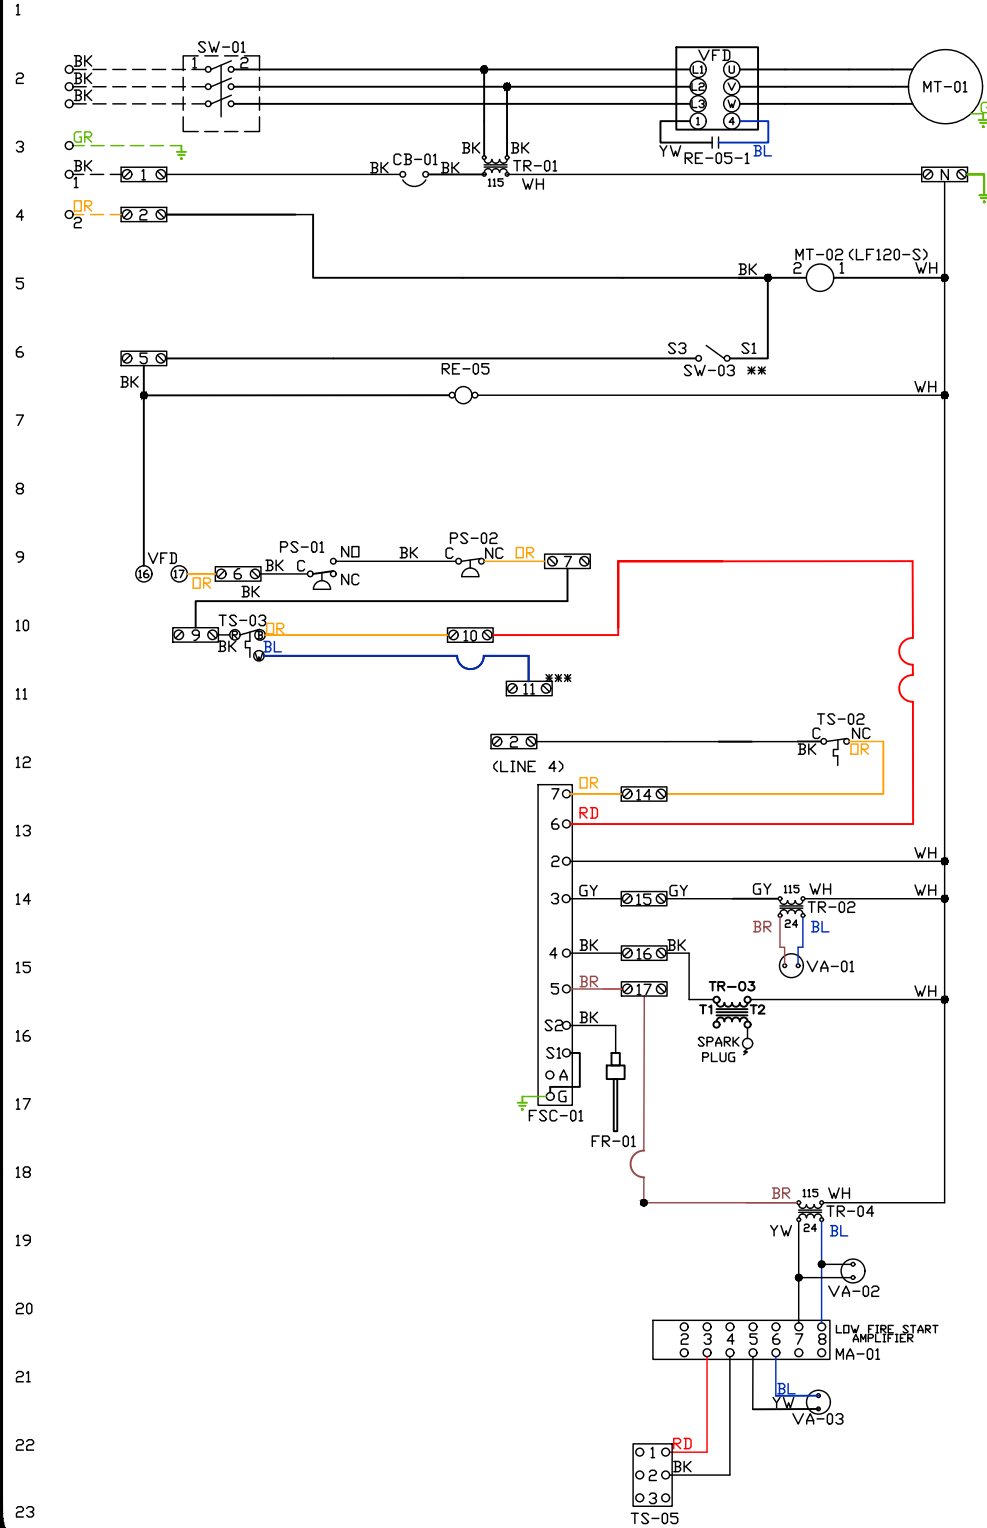 1
SW-01
BK 1 2 VFD
2 BK L1 U
BK L2 V MT-01
L3 W
1 4 G
3 GR BK BK YW RE-05-1 BL
BK 1 BK CB-01 BK TR-01 N
1 115 WH
4 OR 2
2
MT-02(LF120-S)
5 BK 2 1 WH
6 5 S3 S1
BK RE-05 SW-03 **
WH
7
8
9 PS-01 NO BK PS-02
VFD BK C C NC OR 7
16 17 6 NC
OR BK
10 TS-03
9 R B OR 10
BK W BL
11 11 ***
TS-02
2 C NC
12 (LINE 4) BK OR
7 OR 14
13 6 RD
2 WH
14 3 GY 15 GY GY 115 WH WH
TR-02
BR 24 BL
15 4 BK 16 BK VA-01
5 BR 17 TR-03 WH
T1 T2
16 S2 BK SPARK
S1 PLUG
A
17 G
FSC-01
FR-01
18
BR 115 WH
TR-04
19 YW 24 BL
VA-02
20
2 3 4 5 6 7 8 LOW FIRE START
AMPLIFIER
MA-01
21 BL
YW
VA-03
22 1 RD
2 BK
3
23 TS-05